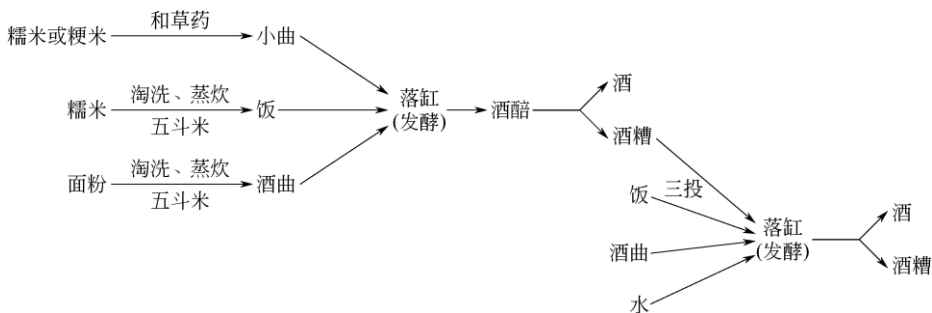 和草药
糯米或粳米
小曲
淘洗、蒸炊
糯米
饭
五斗米
落缸
(发酵)
酒醅
酒
酒糟
淘洗、蒸炊
面粉
酒曲
五斗米
饭
三投
酒曲
水
落缸
(发酵)
酒
酒糟